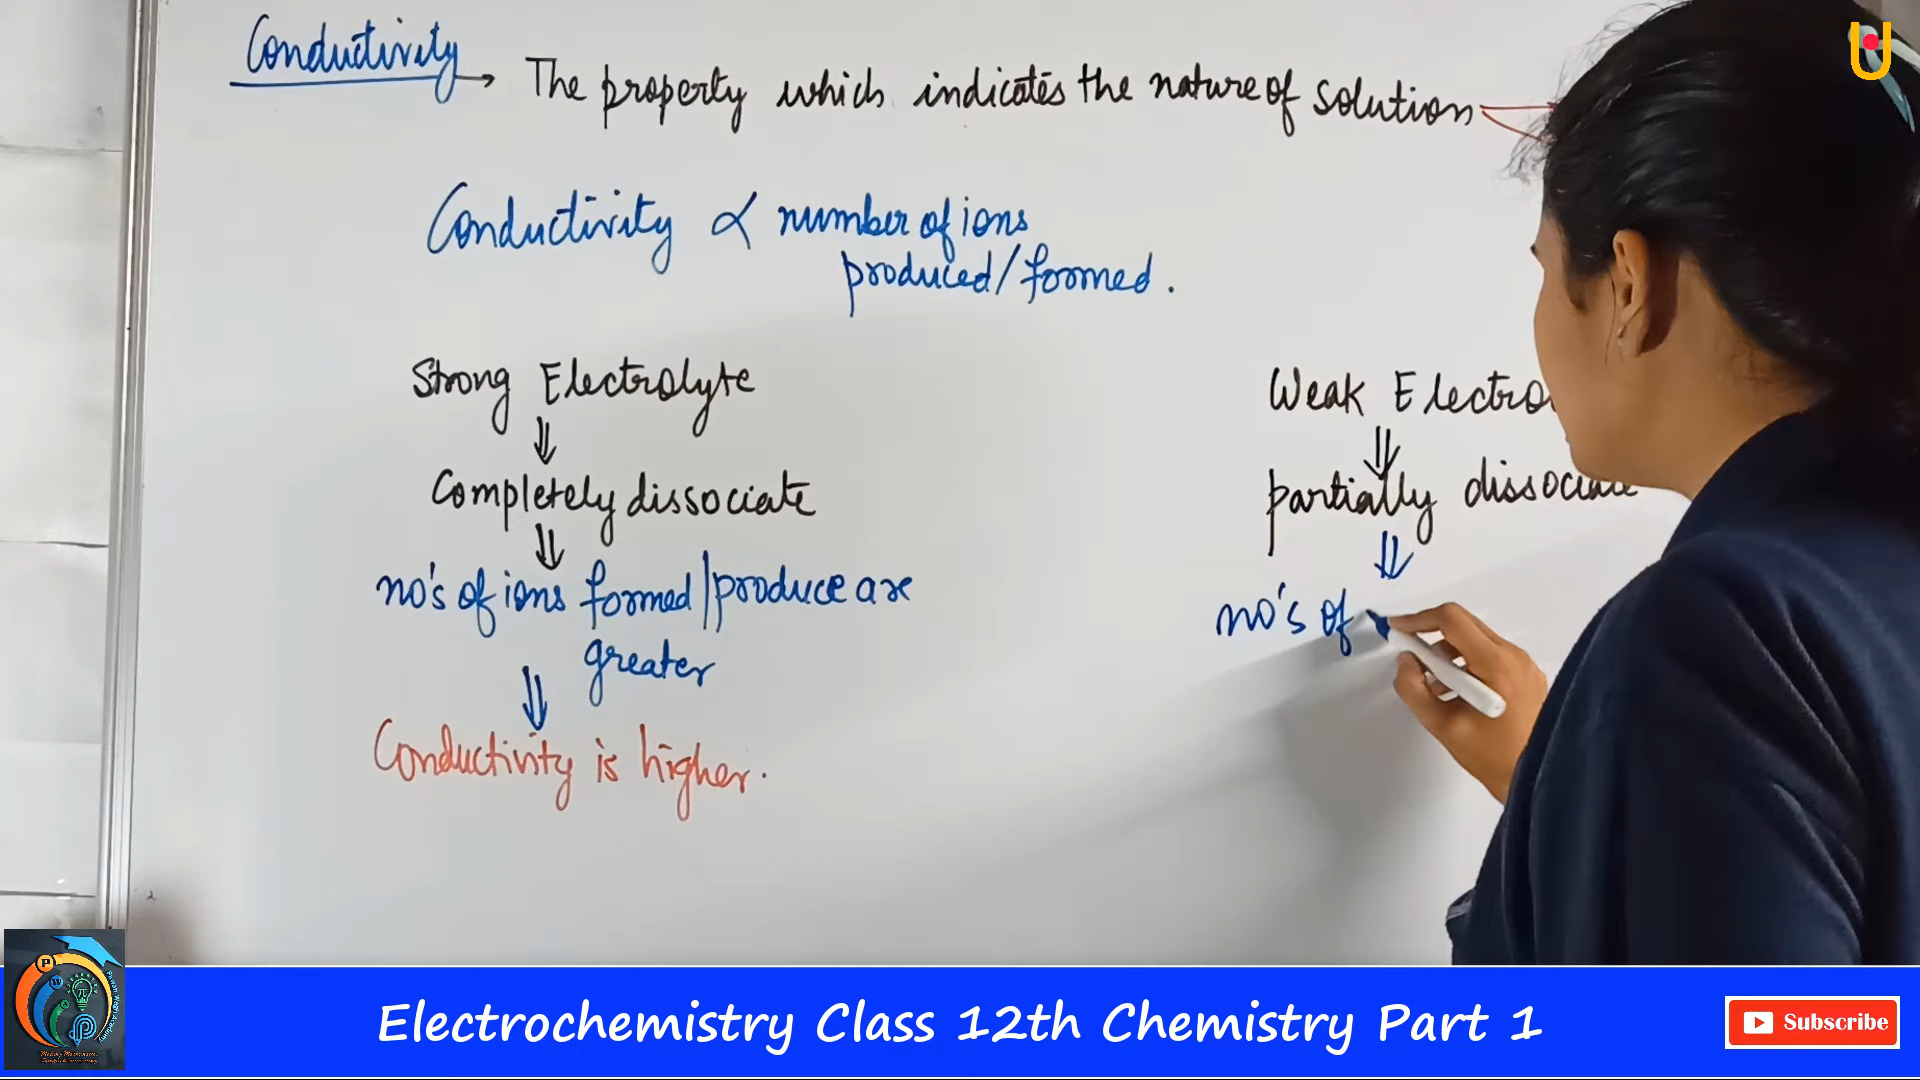 Conductivity → The property which indicates the nature of solution
Conductivity ∝ number of ions
produced/formed.
Strong Electrolyte
⇓
Completely dissociate
⇓
no's of ions formed/produce are
greater
⇓
Conductivity is higher.
Weak Electro
⇓
partially dissociate
⇓
no's of
Electrochemistry Class 12th Chemistry Part 1
Subscribe